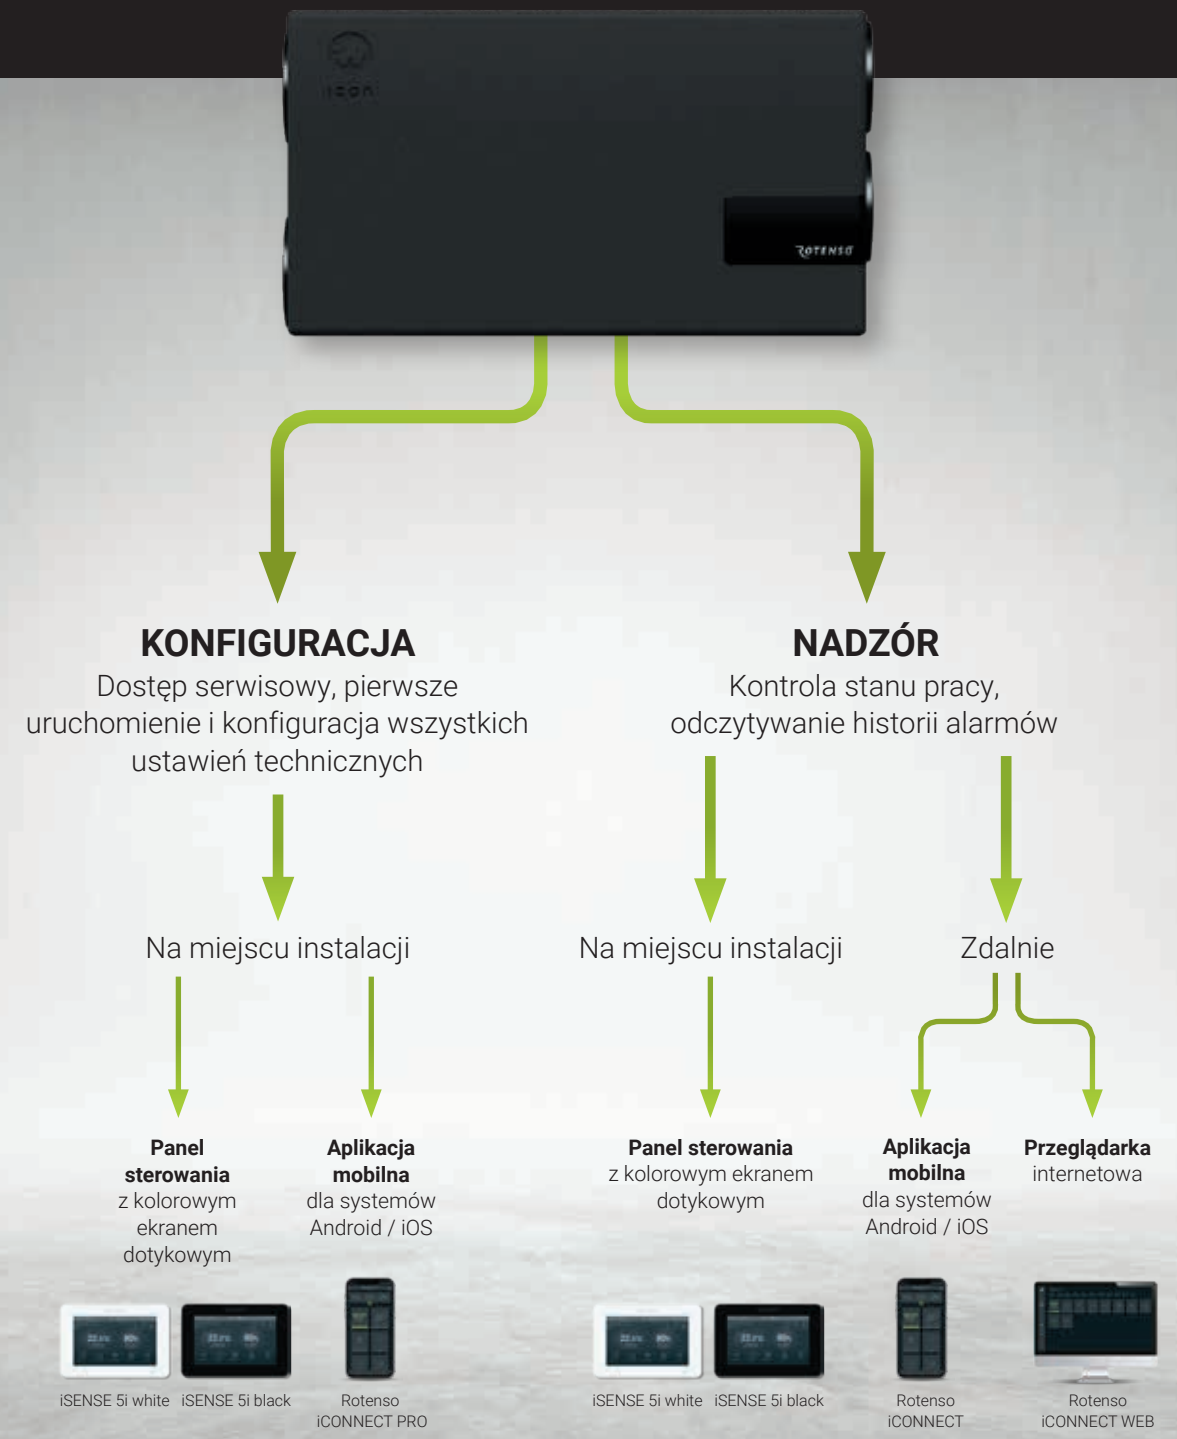 icon
ROTENSO
KONFIGURACJA
Dostęp serwisowy, pierwsze
uruchomienie i konfiguracja wszystkich
ustawień technicznych
NADZÓR
Kontrola stanu pracy,
odczytywanie historii alarmów
Na miejscu instalacji
Na miejscu instalacji
Zdalnie
Panel
sterowania
z kolorowym
ekranem
dotykowym
Aplikacja
mobilna
dla systemów
Android / iOS
Panel sterowania
z kolorowym ekranem
dotykowym
Aplikacja
mobilna
dla systemów
Android / iOS
Przeglądarka
internetowa
iSENSE 5i white
iSENSE 5i black
Rotenso
iCONNECT PRO
iSENSE 5i white
iSENSE 5i black
Rotenso
iCONNECT
Rotenso
iCONNECT WEB